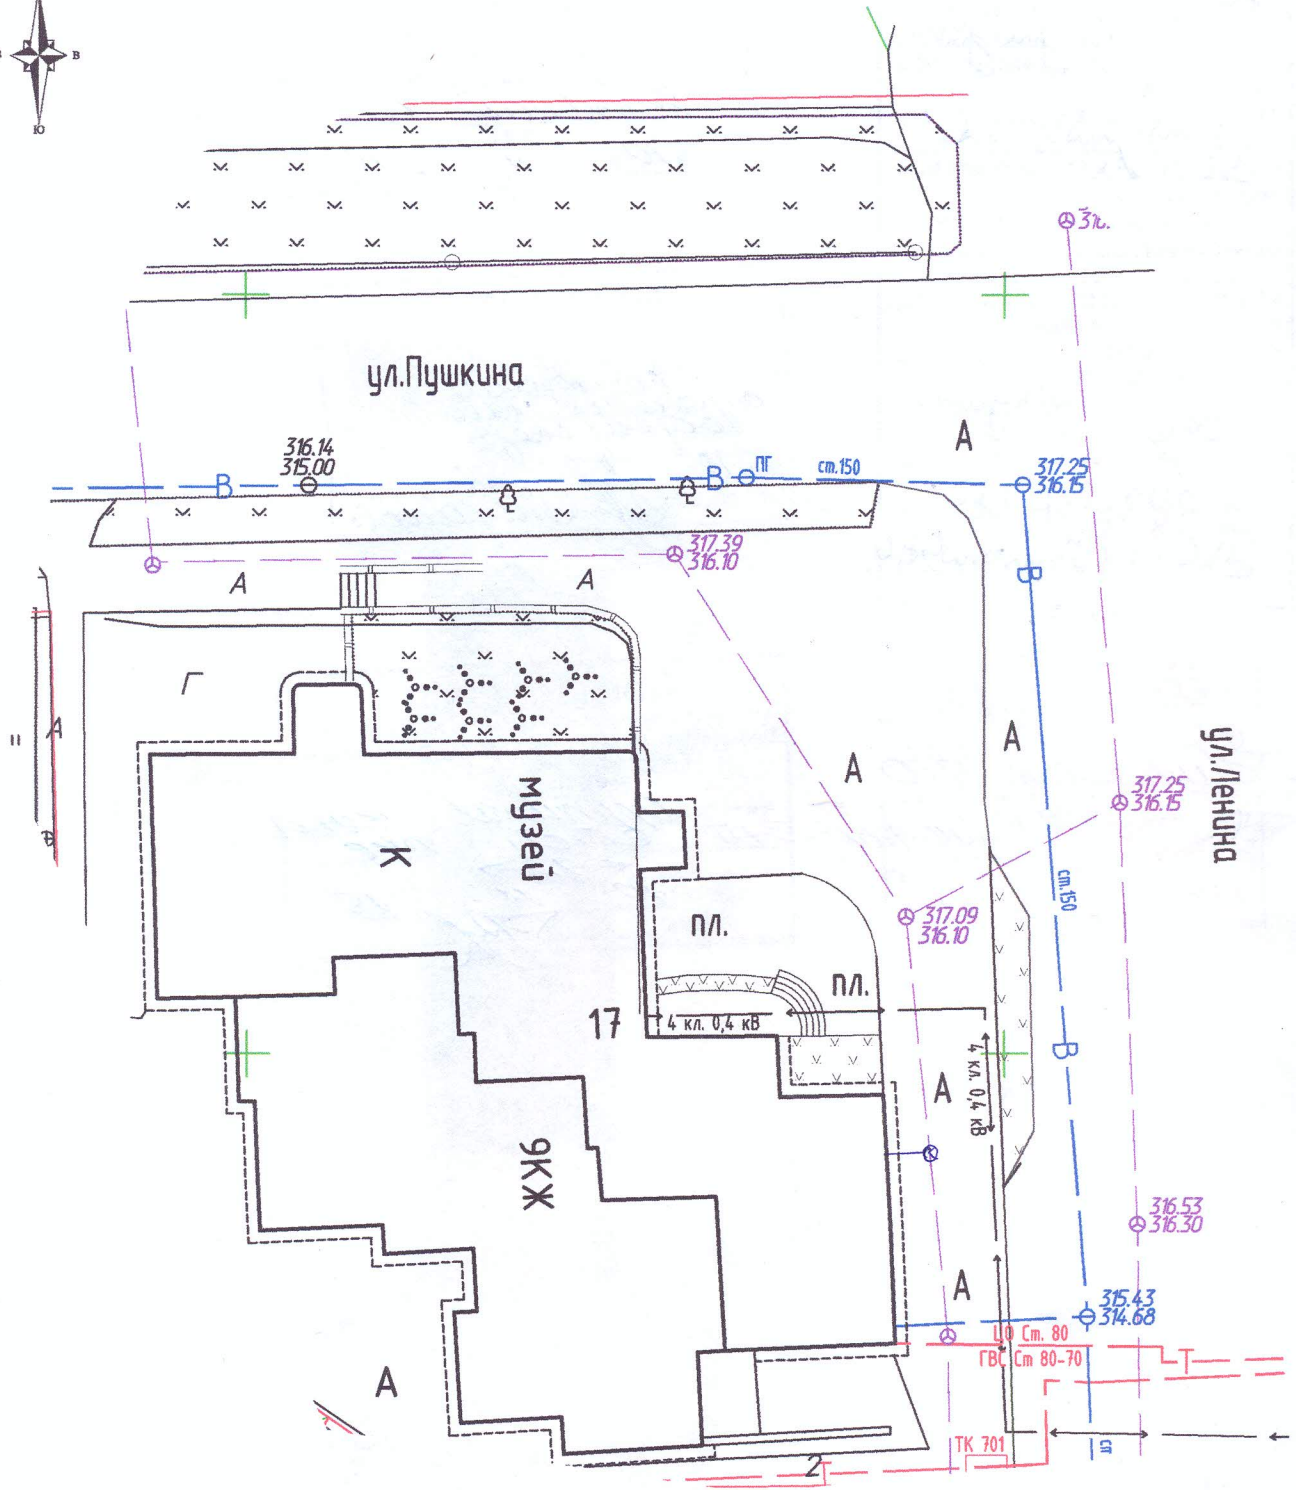 В
Ю
Зк.
ул.Пушкина
А
316.14
315.00
В
В
ПГ
ст.150
317.25
316.15
317.39
316.10
А
А
В
Г
А
А
А
317.25
316.15
ул.Ленина
музей
К
ст.150
317.09
316.10
пл.
пл.
17
4 кл. 0,4 кВ
4 кл. 0,4 кВ
В
А
9КЖ
316.53
316.30
А
315.43
314.68
ЦО Ст. 80
ГВС Ст 80-70
Т
А
ТК 701
2
Т